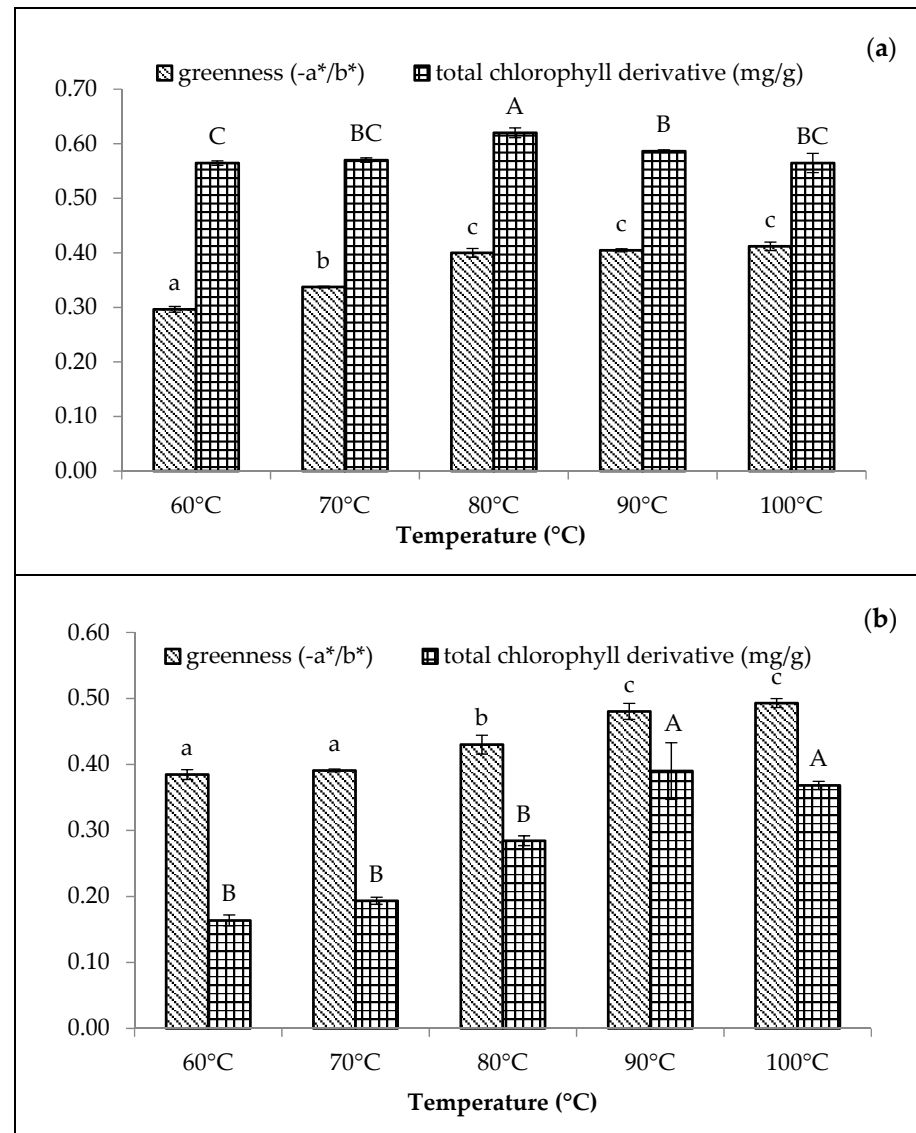 (a)
greenness (-a*/b*) total chlorophyll derivative (mg/g)
0.70
0.60
0.50
0.40
0.30
0.20
0.10
0.00
a C b BC c A c B c BC
60°C 70°C 80°C 90°C 100°C
Temperature (°C)
(b)
greenness (-a*/b*) total chlorophyll derivative (mg/g)
0.60
0.50
0.40
0.30
0.20
0.10
0.00
a B a B b B c A c A
60°C 70°C 80°C 90°C 100°C
Temperature (°C)